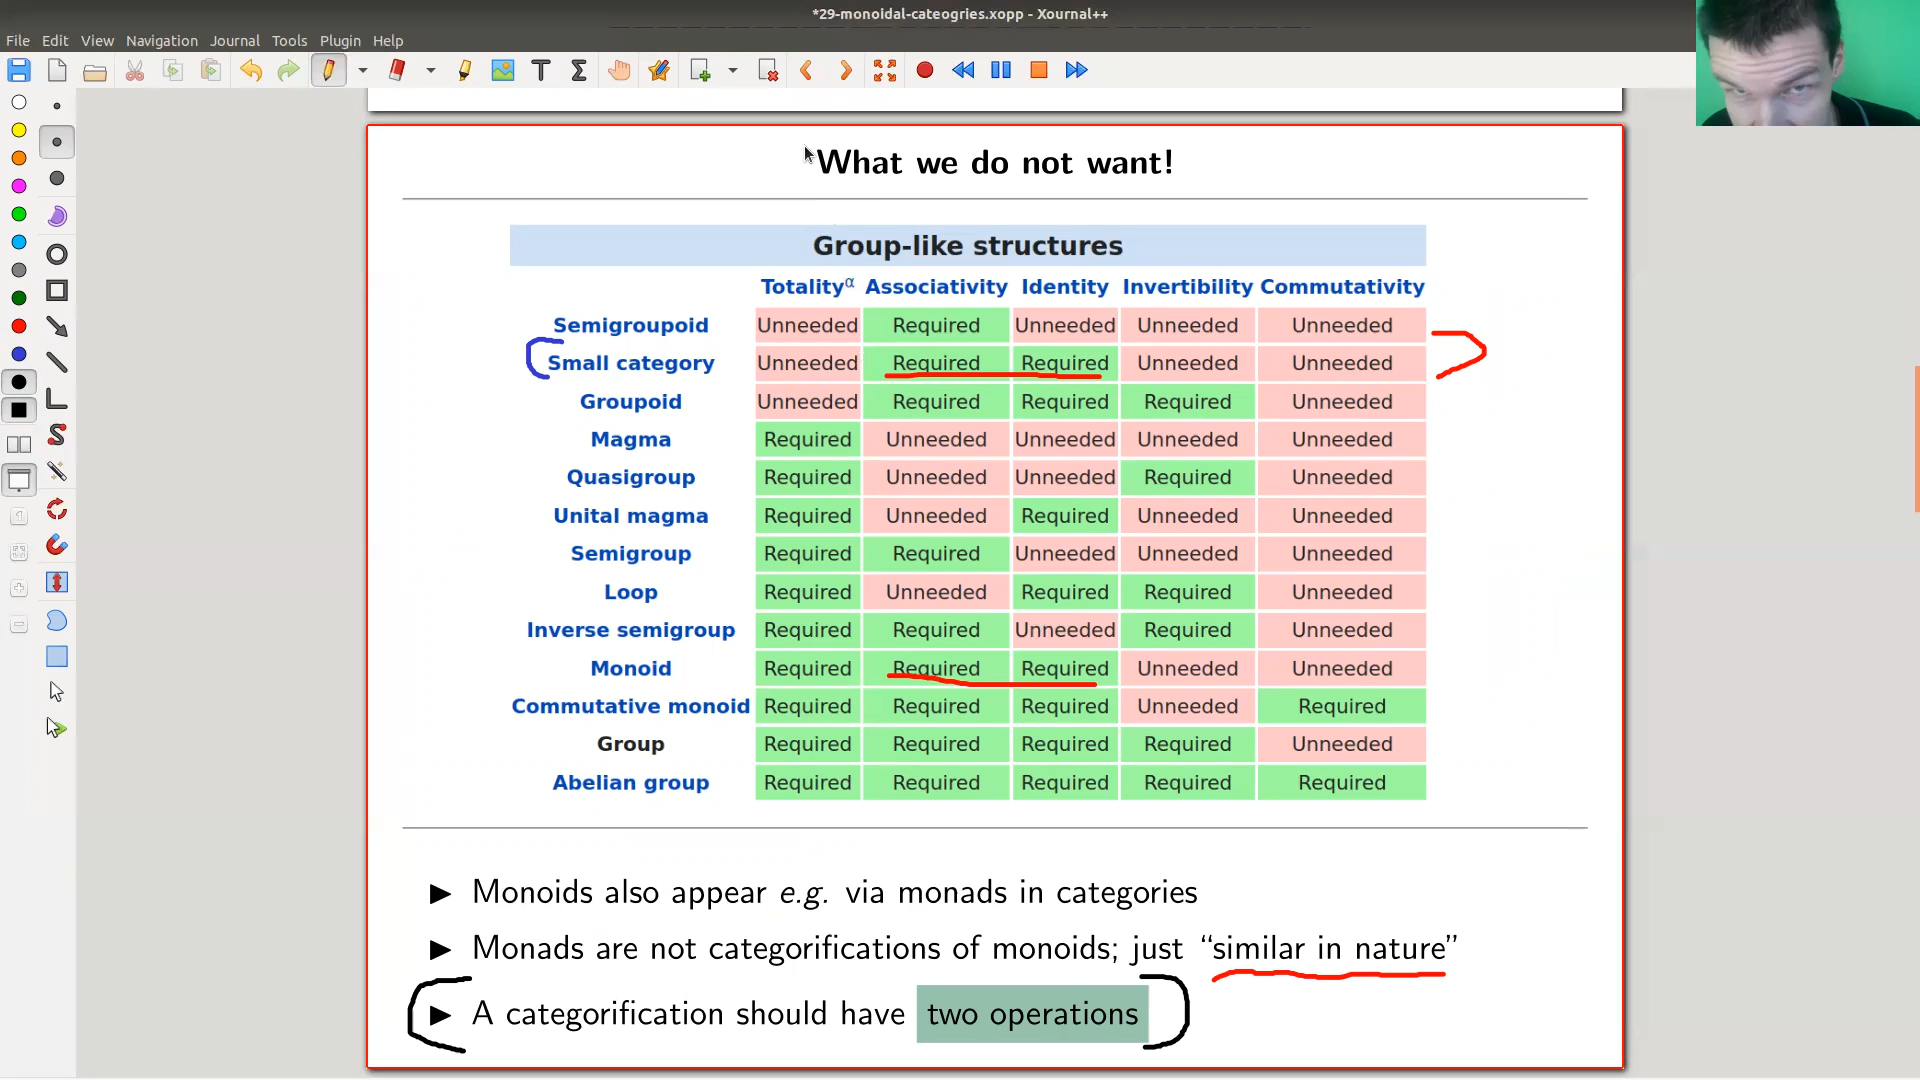 *29-monoidal-cateogries.xopp - Xournal++
File Edit View Navigation Journal Tools Plugin Help
What we do not want!
Group-like structures
Totalityα Associativity Identity Invertibility Commutativity
Semigroupoid Unneeded Required Unneeded Unneeded Unneeded
Small category Unneeded Required Required Unneeded Unneeded
Groupoid Unneeded Required Required Required Unneeded
Magma Required Unneeded Unneeded Unneeded Unneeded
Quasigroup Required Unneeded Unneeded Required Unneeded
Unital magma Required Unneeded Required Unneeded Unneeded
Semigroup Required Required Unneeded Unneeded Unneeded
Loop Required Unneeded Required Required Unneeded
Inverse semigroup Required Required Unneeded Required Unneeded
Monoid Required Required Required Unneeded Unneeded
Commutative monoid Required Required Required Unneeded Required
Group Required Required Required Required Unneeded
Abelian group Required Required Required Required Required
▶ Monoids also appear e.g. via monads in categories
▶ Monads are not categorifications of monoids; just “similar in nature”
▶ A categorification should have two operations